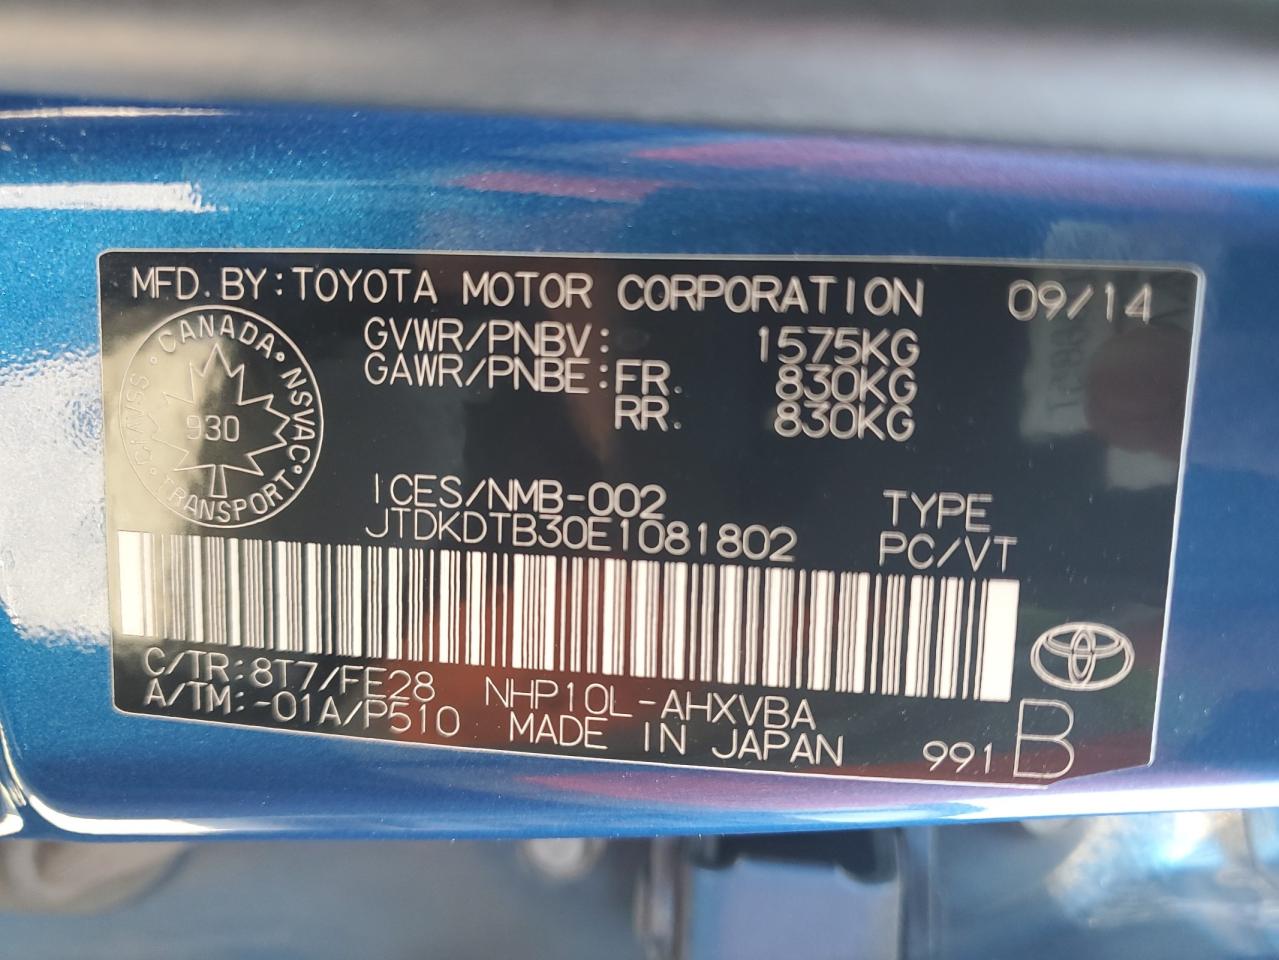 MFD. BY: TOYOTA MOTOR CORPORATION 09/14
GVWR/PNBV: 1575KG
GAWR/PNBE: FR. 830KG
RR. 830KG
CANADA · NSVAC · TRANSPORT · CMVSS
930
ICES/NMB-002 TYPE
JTDKDTB30E1081802 PC/VT
C/TR: 8T7/FE28 NHP10L-AHXVBA
A/TM: -01A/P510 MADE IN JAPAN 991 B